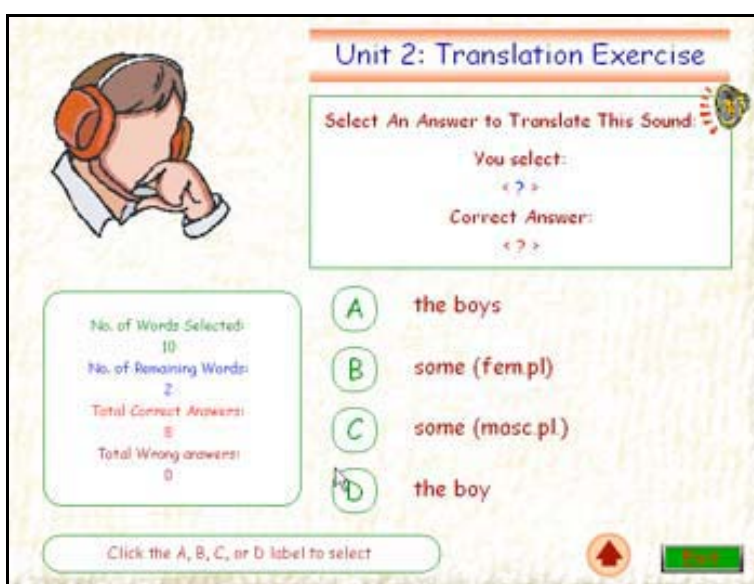 Unit 2: Translation Exercise
Select An Answer to Translate This Sound:
You select:
< ? >
Correct Answer:
< ? >
A the boys
B some (fem.pl)
C some (masc.pl.)
D the boy
No. of Words Selected:
10
No. of Remaining Words:
2
Total Correct Answers:
8
Total Wrong answers:
0
Click the A, B, C, or D label to select
Exit